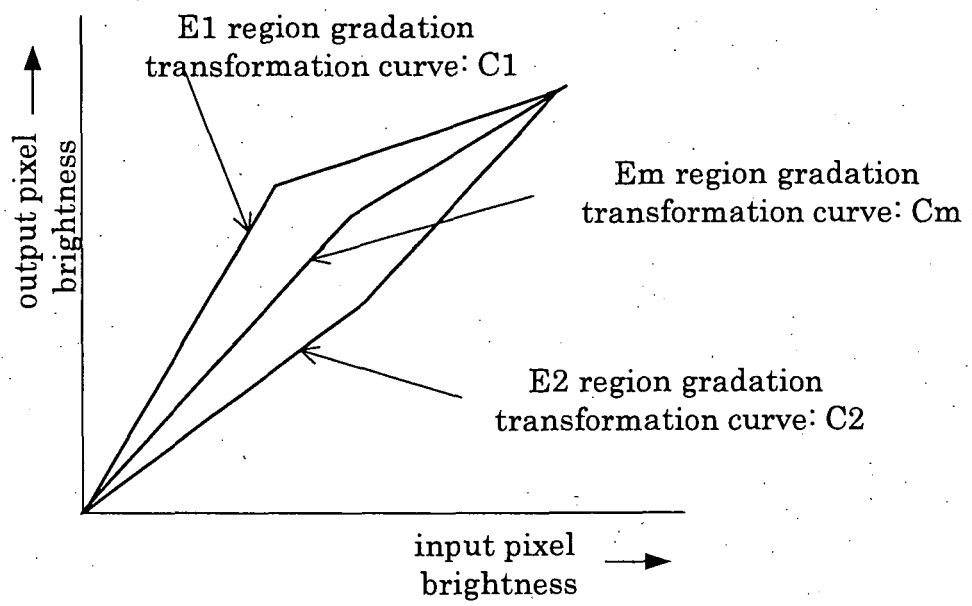 E1 region gradation
transformation curve: C1
output pixel
brightness
Em region gradation
transformation curve: Cm
E2 region gradation
transformation curve: C2
input pixel
brightness